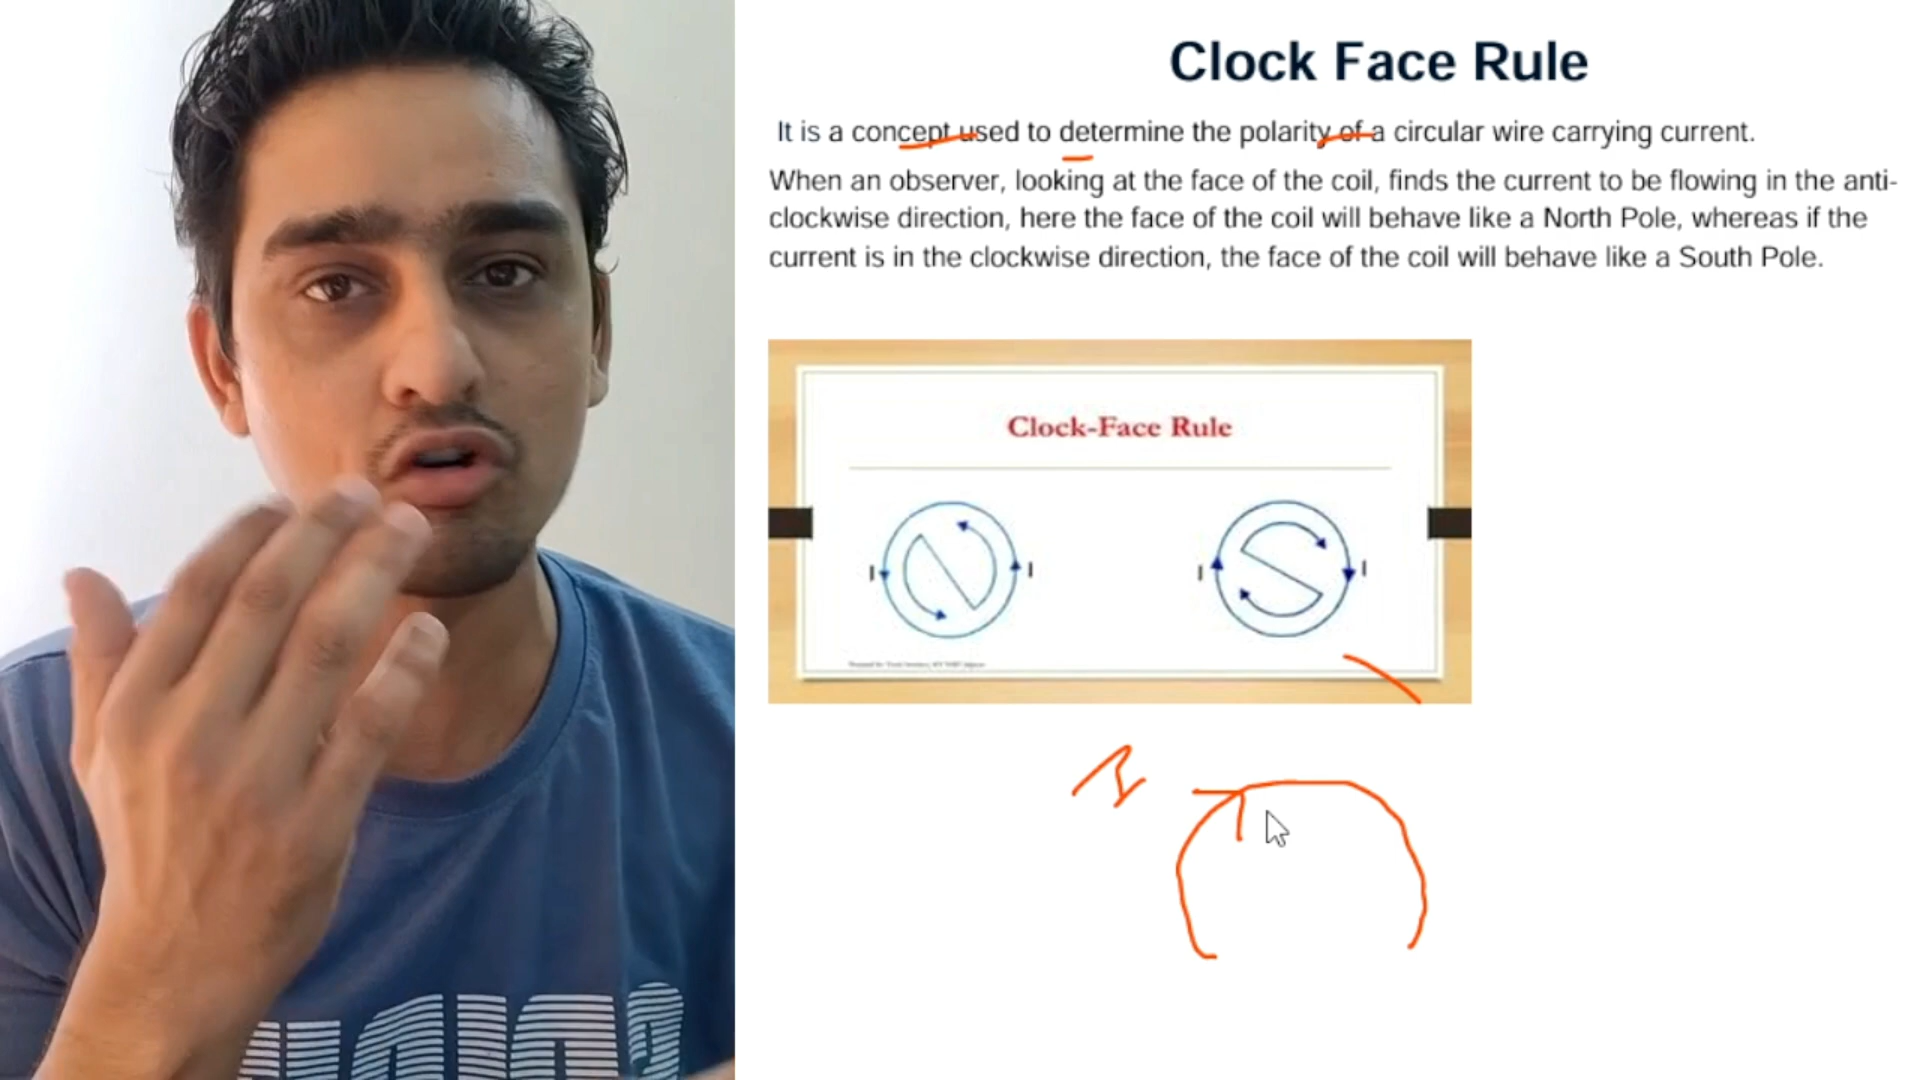 Clock Face Rule
It is a concept used to determine the polarity of a circular wire carrying current.
When an observer, looking at the face of the coil, finds the current to be flowing in the anti-
clockwise direction, here the face of the coil will behave like a North Pole, whereas if the
current is in the clockwise direction, the face of the coil will behave like a South Pole.
Clock-Face Rule
I I
I I